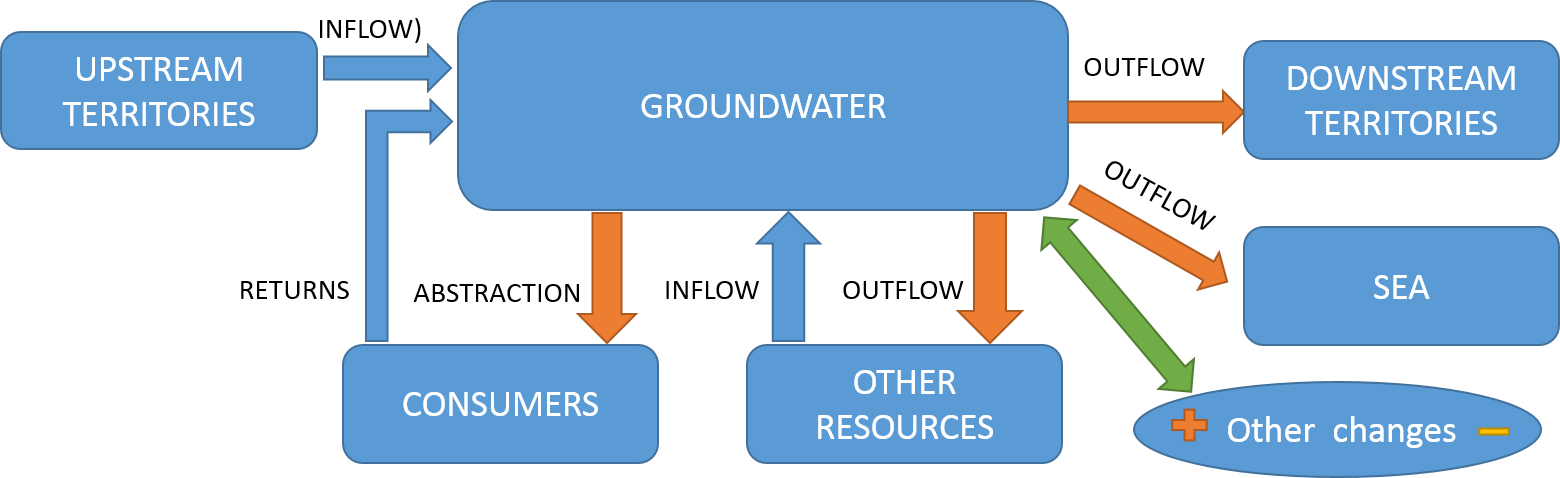 INFLOW)
UPSTREAM
TERRITORIES
GROUNDWATER
OUTFLOW
DOWNSTREAM
TERRITORIES
OUTFLOW
SEA
RETURNS
ABSTRACTION
INFLOW
OUTFLOW
CONSUMERS
OTHER
RESOURCES
+ Other changes -